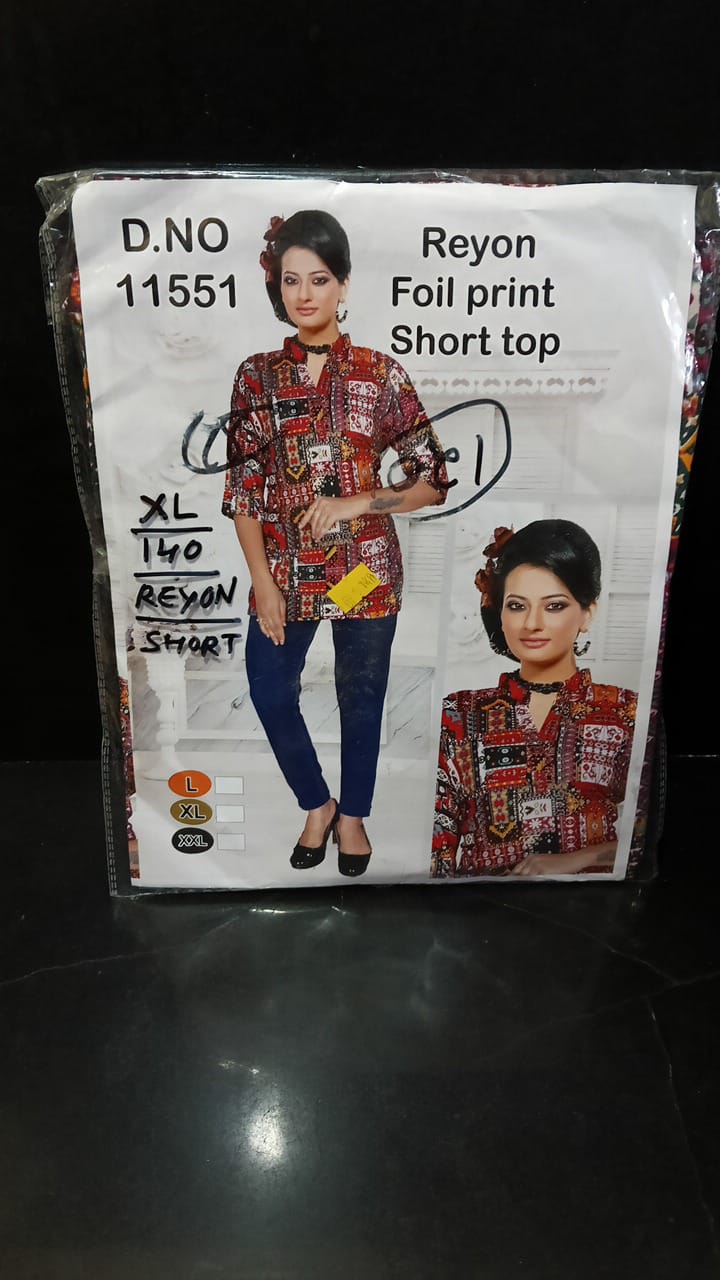 D.NO
11551
Reyon
Foil print
Short top
XL
140
REYON
SHORT
L
XL
XXL